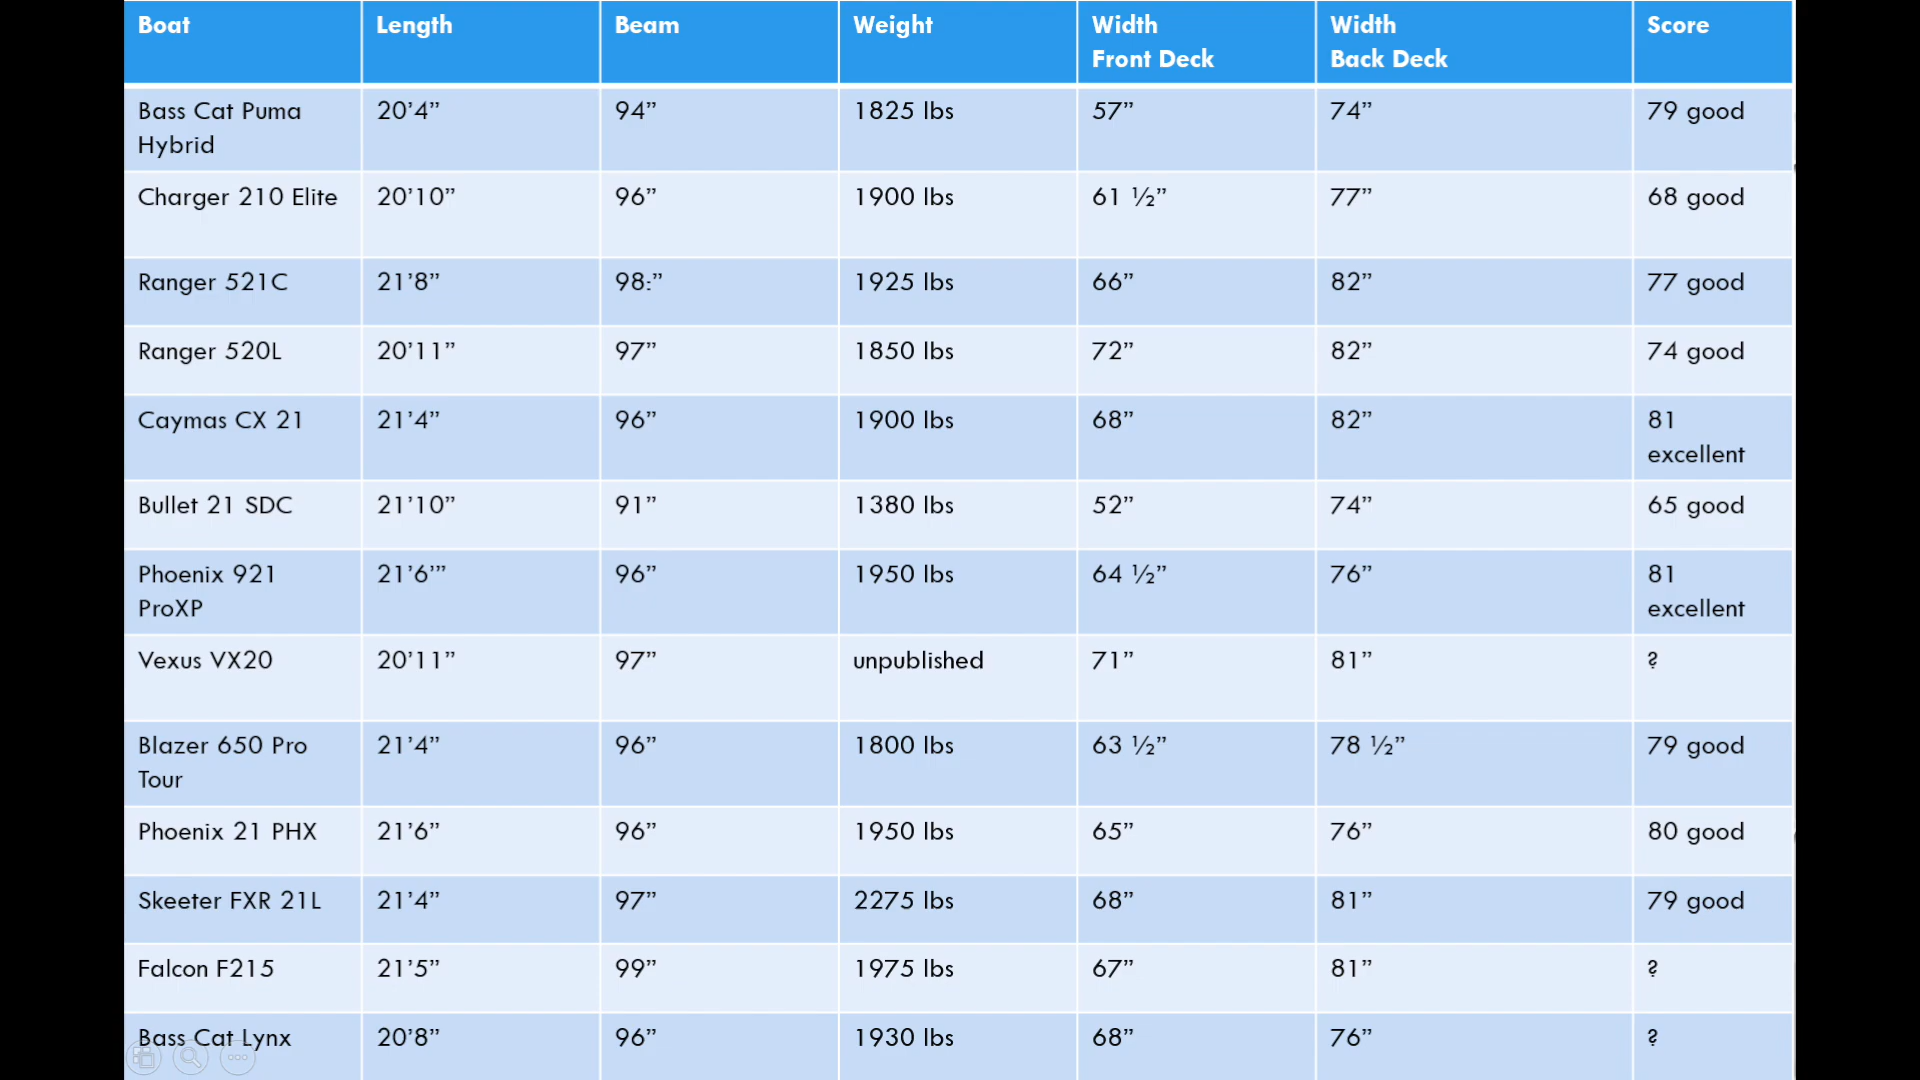 Boat Length Beam Weight Width Front Deck Width Back Deck Score
Bass Cat Puma Hybrid 20’4” 94” 1825 lbs 57” 74” 79 good
Charger 210 Elite 20’10” 96” 1900 lbs 61 ½” 77” 68 good
Ranger 521C 21’8” 98:” 1925 lbs 66” 82” 77 good
Ranger 520L 20’11” 97” 1850 lbs 72” 82” 74 good
Caymas CX 21 21’4” 96” 1900 lbs 68” 82” 81 excellent
Bullet 21 SDC 21’10” 91” 1380 lbs 52” 74” 65 good
Phoenix 921 ProXP 21’6’” 96” 1950 lbs 64 ½” 76” 81 excellent
Vexus VX20 20’11” 97” unpublished 71” 81” ?
Blazer 650 Pro Tour 21’4” 96” 1800 lbs 63 ½” 78 ½” 79 good
Phoenix 21 PHX 21’6” 96” 1950 lbs 65” 76” 80 good
Skeeter FXR 21L 21’4” 97” 2275 lbs 68” 81” 79 good
Falcon F215 21’5” 99” 1975 lbs 67” 81” ?
Bass Cat Lynx 20’8” 96” 1930 lbs 68” 76” ?